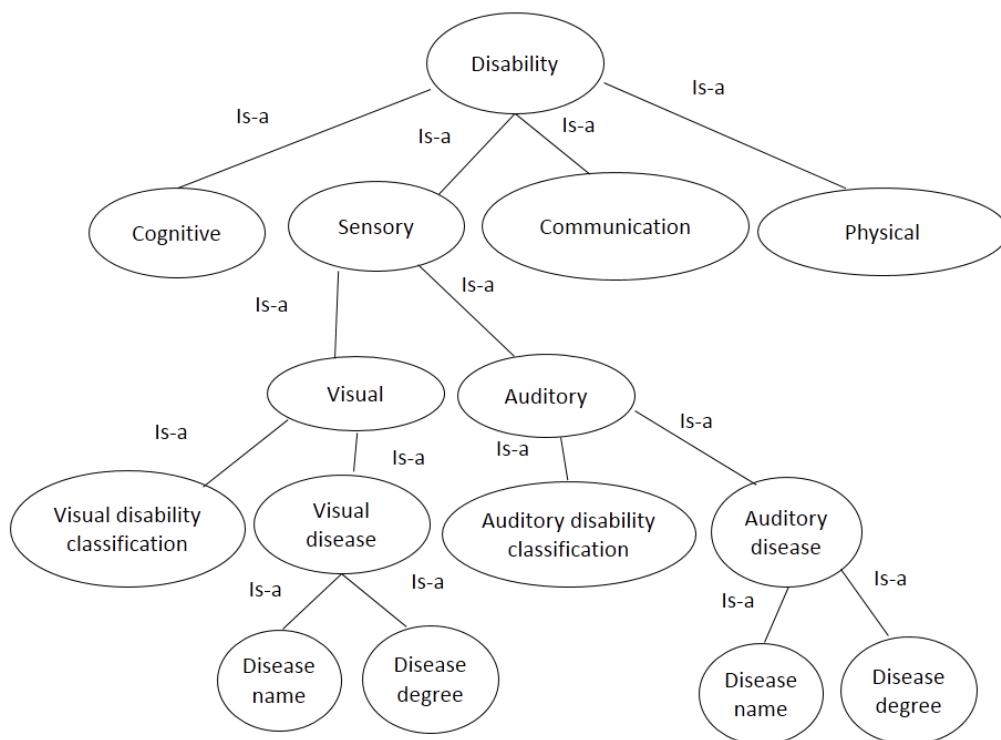 Disability
Is-a
Is-a
Is-a
Is-a
Cognitive
Sensory
Communication
Physical
Is-a
Is-a
Visual
Auditory
Is-a
Is-a
Is-a
Is-a
Visual disability
classification
Visual
disease
Auditory disability
classification
Auditory
disease
Is-a
Is-a
Is-a
Is-a
Disease
name
Disease
degree
Disease
name
Disease
degree